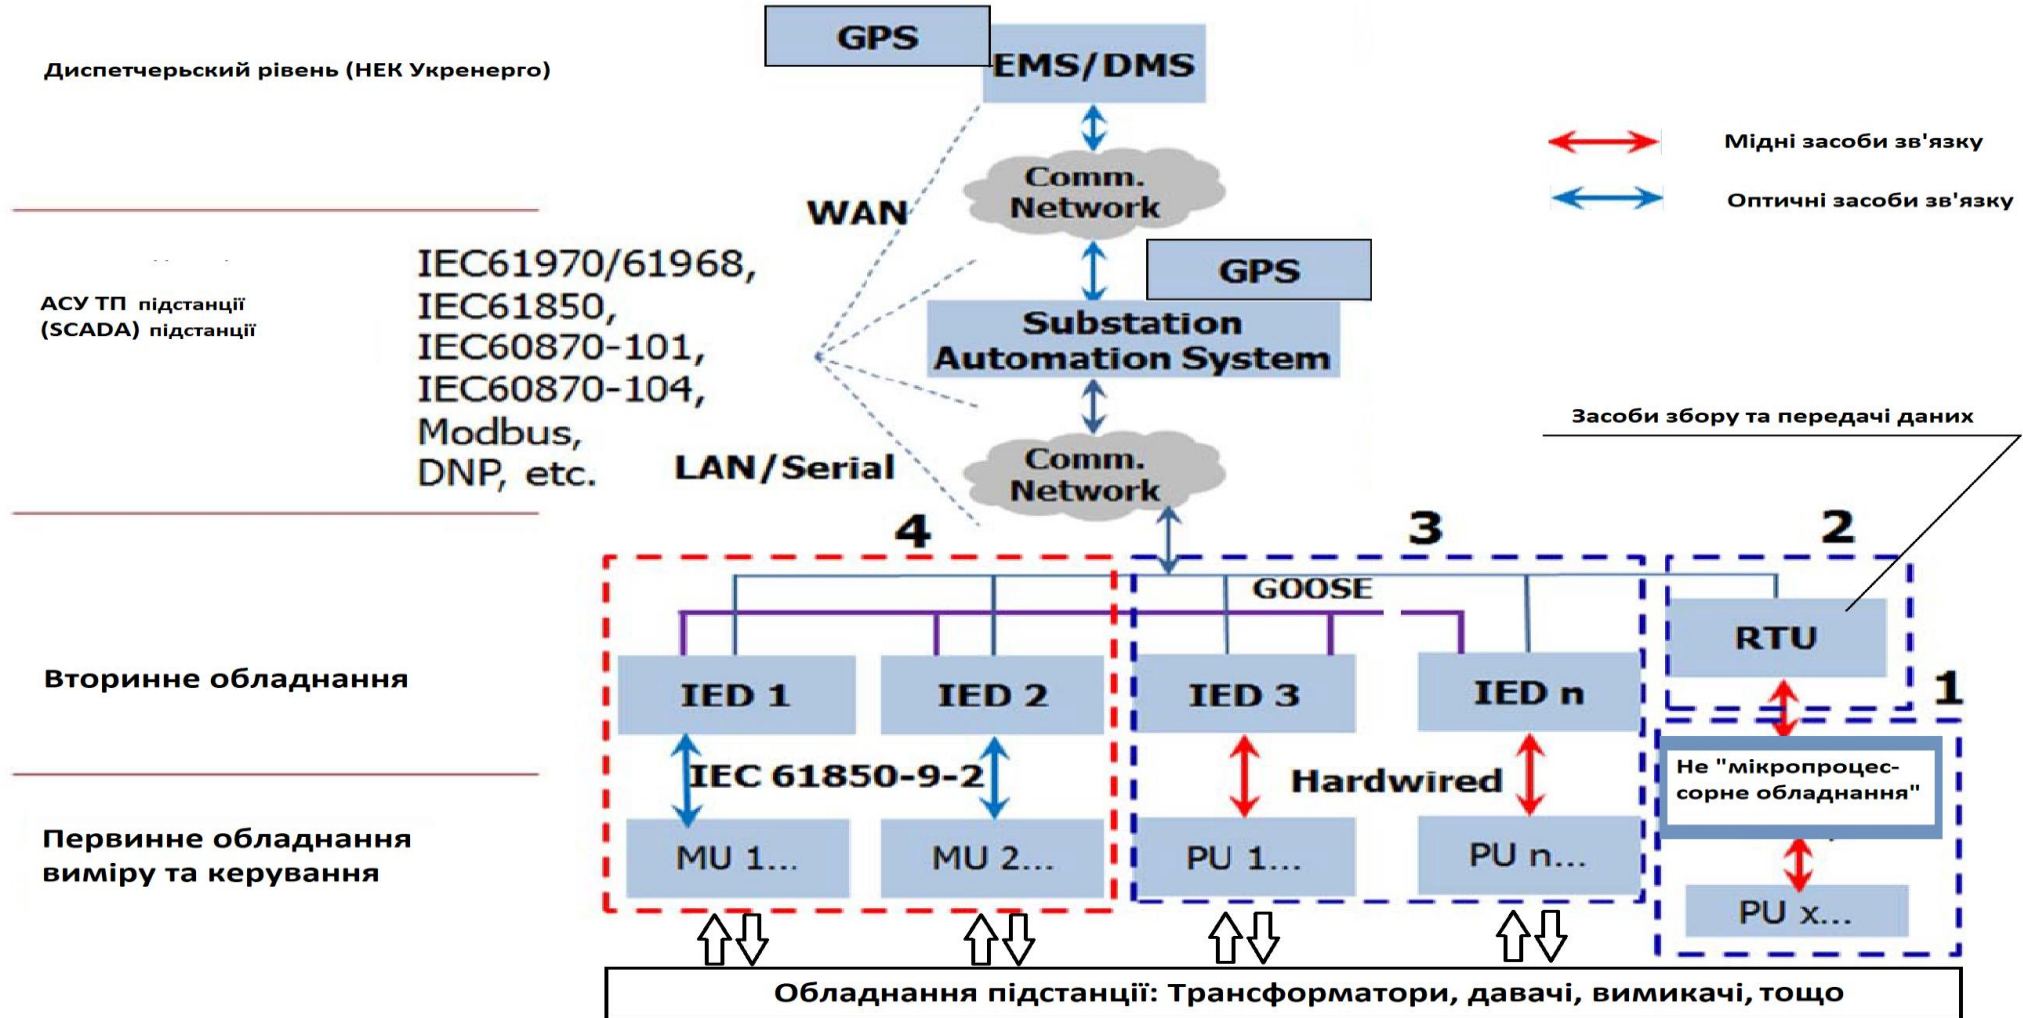 GPS
Диспетчерьский рівень (НЕК Укренерго)
EMS/DMS
Мідні засоби зв'язку
Comm.
Network
Оптичні засоби зв'язку
WAN
IEC61970/61968,
GPS
АСУ ТП підстанції
(SCADA) підстанції
IEC61850,
Substation
Automation System
IEC60870-101,
IEC60870-104,
Modbus,
DNP, etc.
Засоби збору та передачі даних
LAN/Serial
Comm.
Network
4
3
2
GOOSE
RTU
1
Вторинне обладнання
IED 1
IED 2
IED 3
IED n
IEC 61850-9-2
Hardwired
Не "мікропроцес-
сорне обладнання"
Первинне обладнання
виміру та керування
MU 1...
MU 2...
PU 1...
PU n...
PU x...
Обладнання підстанції: Трансформатори, давачі, вимикачі, тощо